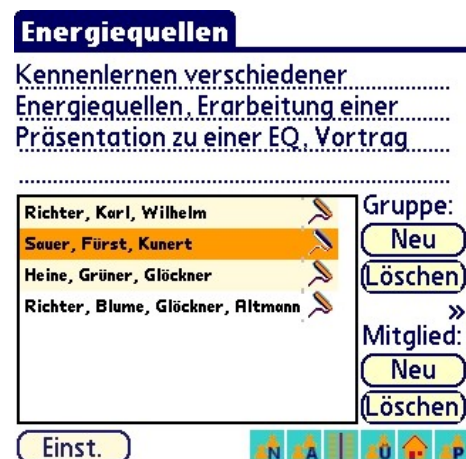 Energiequellen
Kennenlernen verschiedener
Energiequellen, Erarbeitung einer
Präsentation zu einer EQ, Vortrag
Richter, Karl, Wilhelm
Sauer, Fürst, Kunert
Heine, Grüner, Glöckner
Richter, Blume, Glöckner, Altmann
Gruppe:
Neu
Löschen
»
Mitglied:
Neu
Löschen
Einst.
N A Ü P